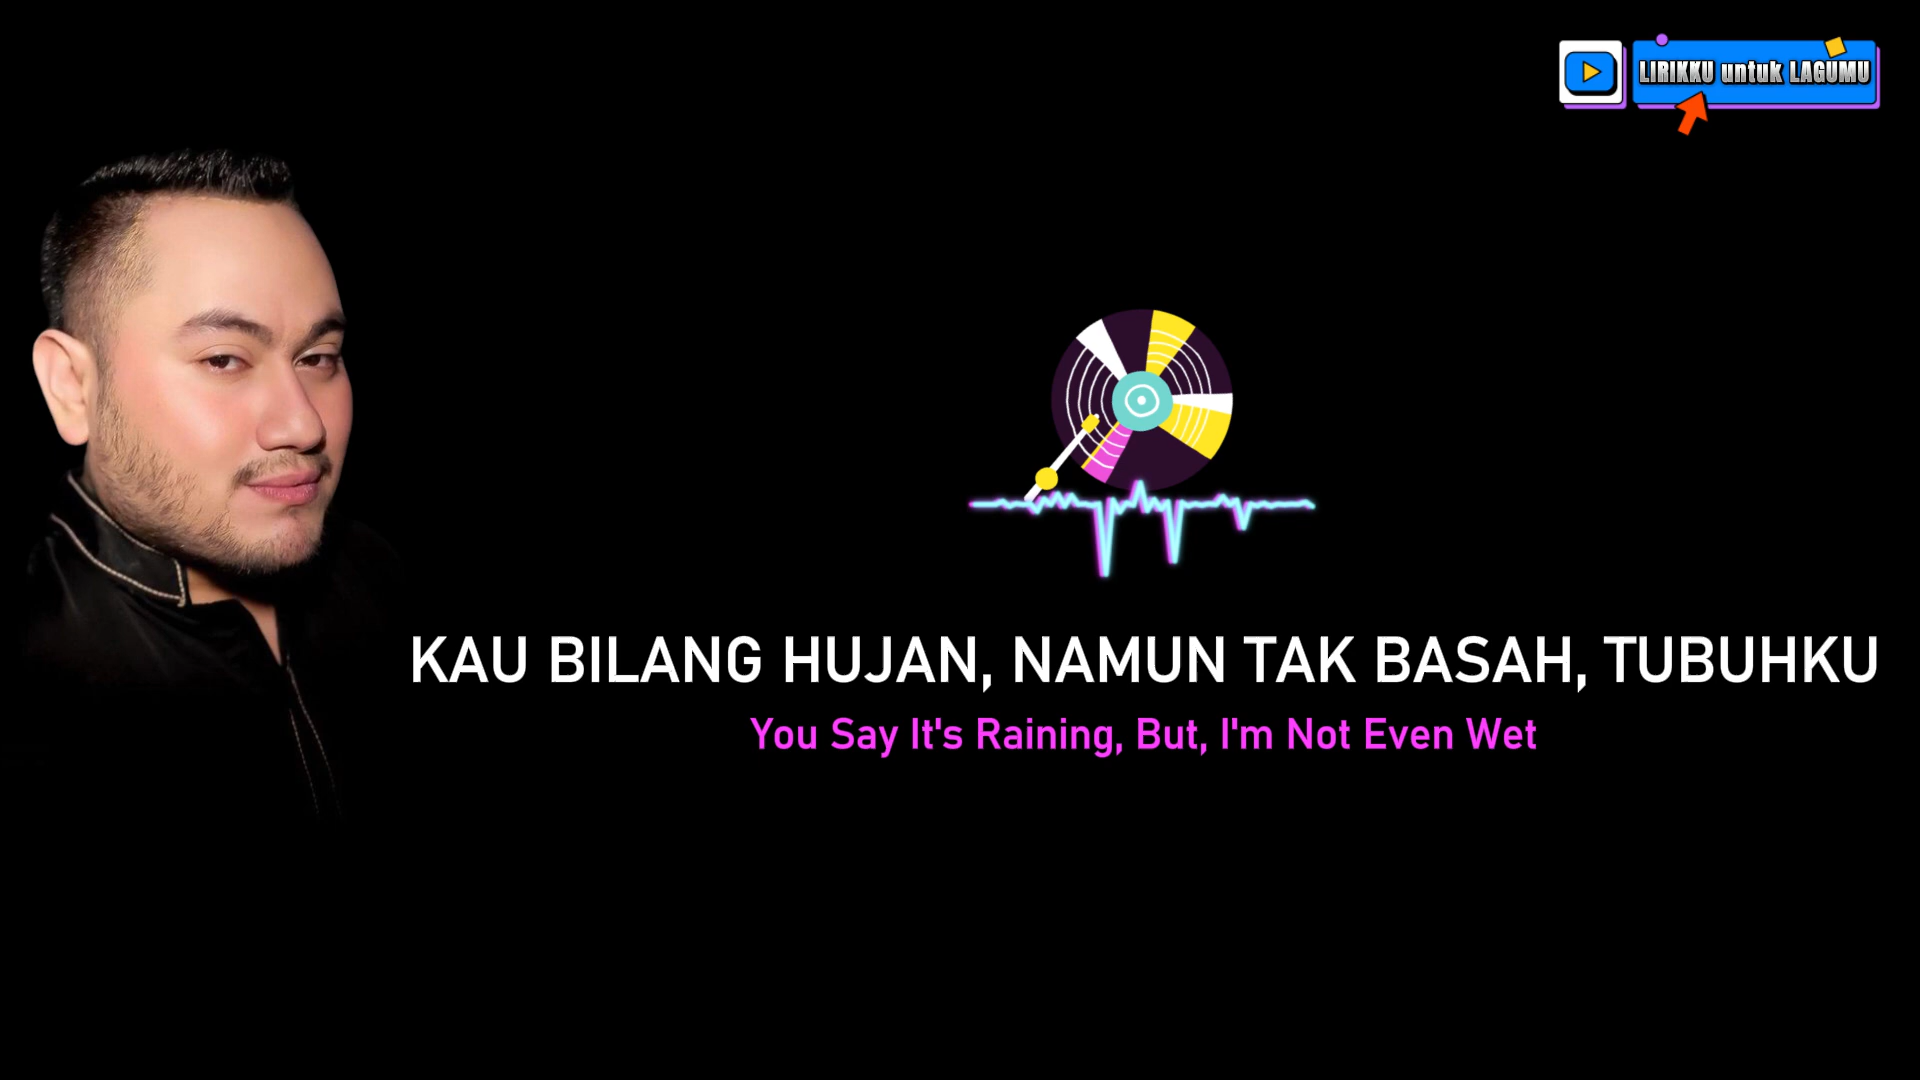 LIRIKKU untuk LAGUMU
KAU BILANG HUJAN, NAMUN TAK BASAH, TUBUHKU
You Say It's Raining, But, I'm Not Even Wet